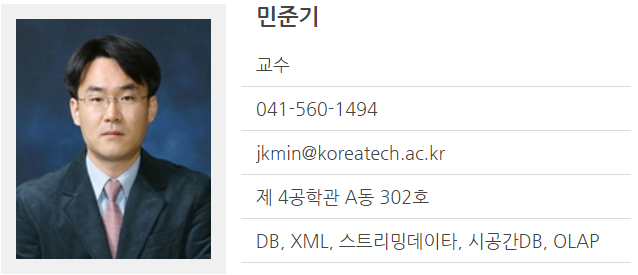 민준기
교수
041-560-1494
jkmin@koreatech.ac.kr
제 4공학관 A동 302호
DB, XML, 스트리밍데이타, 시공간DB, OLAP